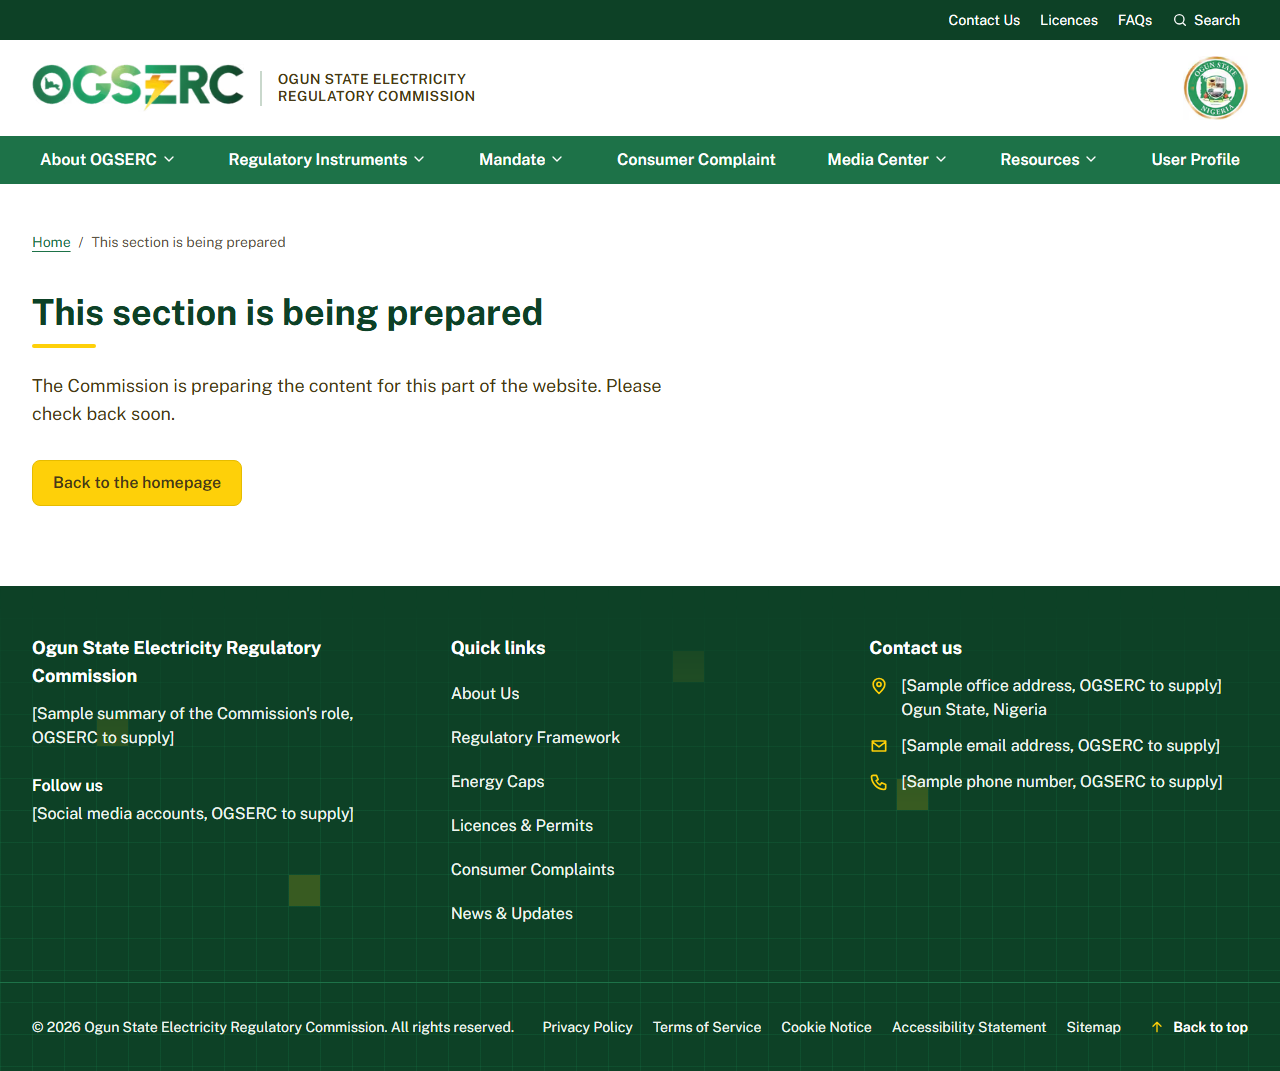 Contact Us Licences FAQs Search
OGSERC
OGUN STATE ELECTRICITY
REGULATORY COMMISSION
OGUN STATE
NIGERIA
About OGSERC Regulatory Instruments Mandate Consumer Complaint Media Center Resources User Profile
Home / This section is being prepared
This section is being prepared
The Commission is preparing the content for this part of the website. Please
check back soon.
Back to the homepage
Ogun State Electricity Regulatory
Commission
[Sample summary of the Commission's role,
OGSERC to supply]
Follow us
[Social media accounts, OGSERC to supply]
Quick links
About Us
Regulatory Framework
Energy Caps
Licences & Permits
Consumer Complaints
News & Updates
Contact us
[Sample office address, OGSERC to supply]
Ogun State, Nigeria
[Sample email address, OGSERC to supply]
[Sample phone number, OGSERC to supply]
© 2026 Ogun State Electricity Regulatory Commission. All rights reserved. Privacy Policy Terms of Service Cookie Notice Accessibility Statement Sitemap Back to top